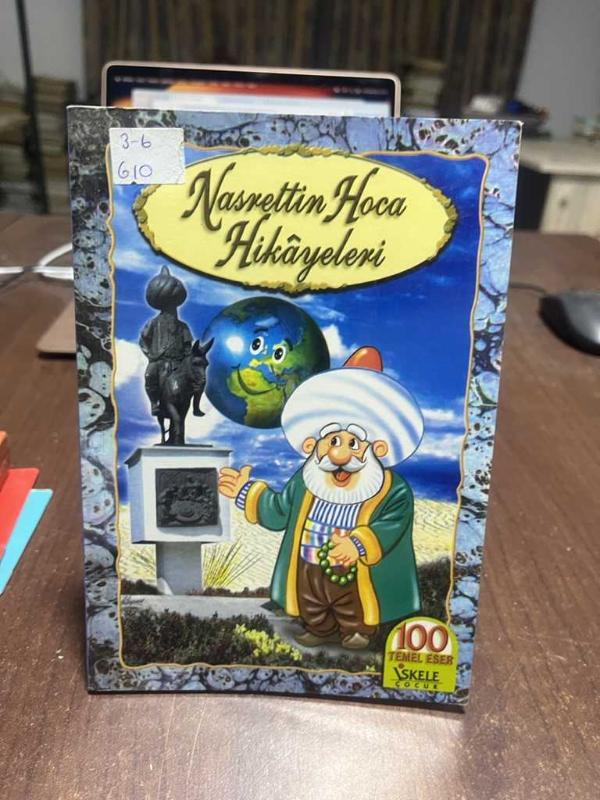 3-6
610
Nasrettin Hoca
Hikâyeleri
100
TEMEL ESER
İSKELE
ÇOCUK